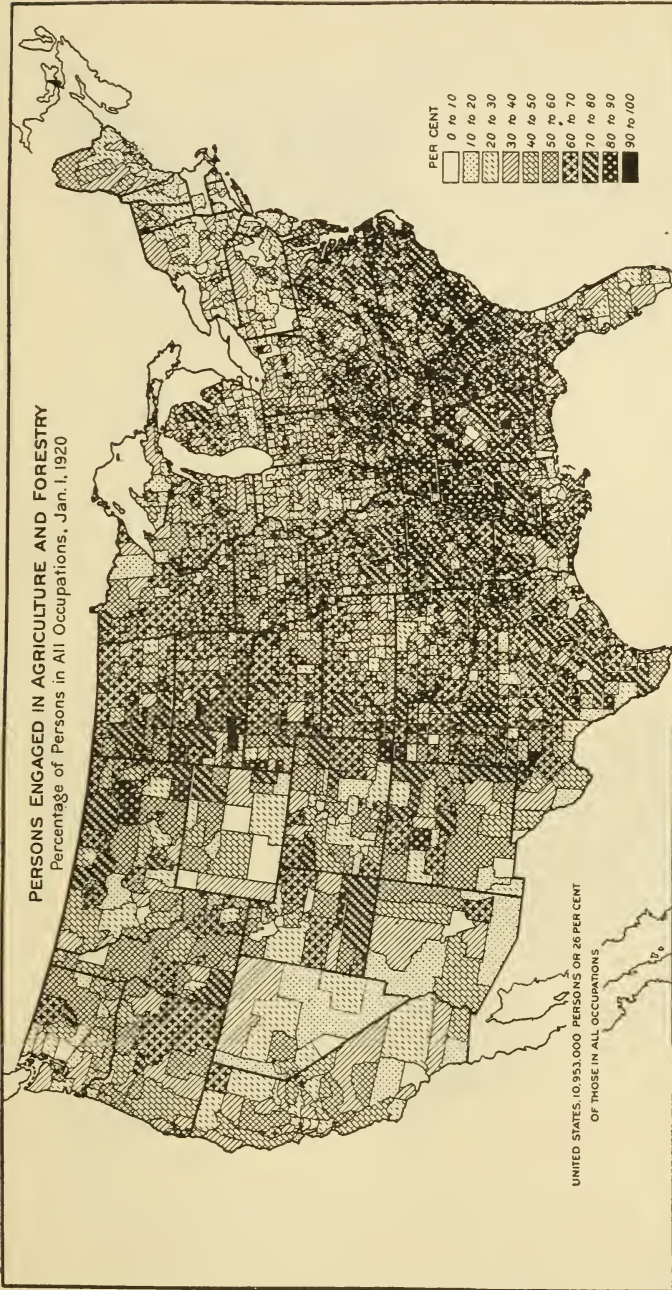 PERSONS ENGAGED IN AGRICULTURE AND FORESTRY
Percentage of Persons in All Occupations, Jan. 1, 1920
PER CENT
0 to 10
10 to 20
20 to 30
30 to 40
40 to 50
50 to 60
60 to 70
70 to 80
80 to 90
90 to 100
UNITED STATES, 10,953,000 PERSONS OR 26 PER CENT
OF THOSE IN ALL OCCUPATIONS